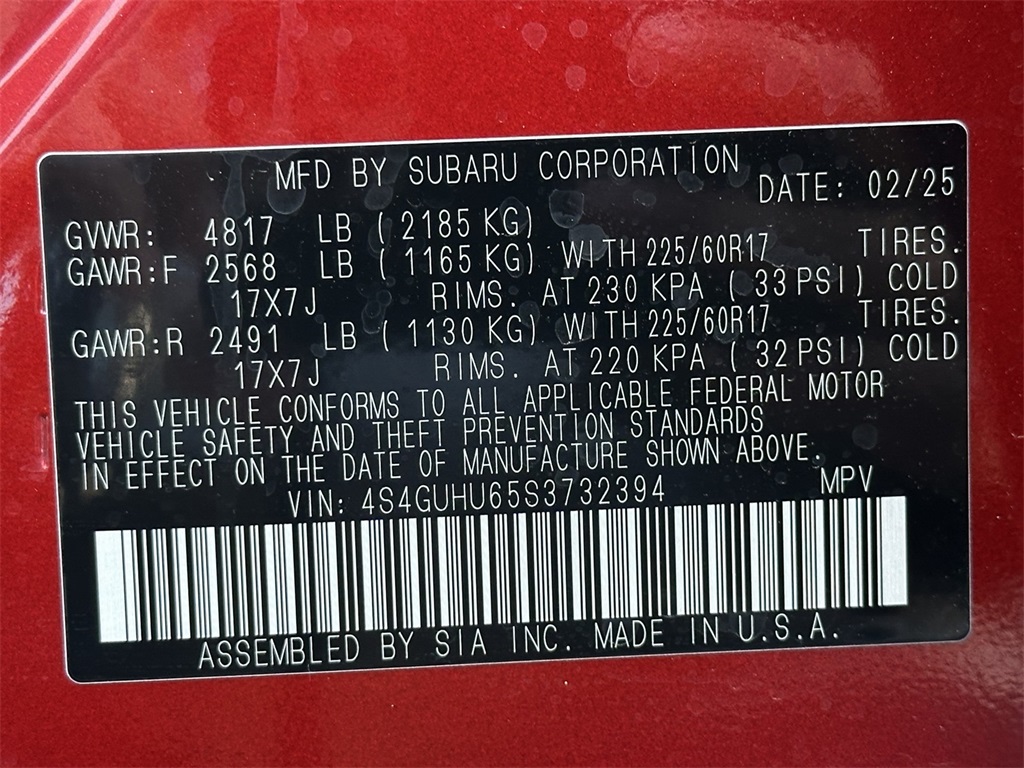 MFD BY SUBARU CORPORATION
DATE: 02/25
GVWR: 4817 LB ( 2185 KG)
GAWR:F 2568 LB ( 1165 KG) WITH 225/60R17 TIRES.
17X7J RIMS. AT 230 KPA ( 33 PSI) COLD
GAWR:R 2491 LB ( 1130 KG) WITH 225/60R17 TIRES.
17X7J RIMS. AT 220 KPA ( 32 PSI) COLD
THIS VEHICLE CONFORMS TO ALL APPLICABLE FEDERAL MOTOR
VEHICLE SAFETY AND THEFT PREVENTION STANDARDS
IN EFFECT ON THE DATE OF MANUFACTURE SHOWN ABOVE.
VIN: 4S4GUHU65S3732394 MPV
ASSEMBLED BY SIA INC. MADE IN U.S.A.